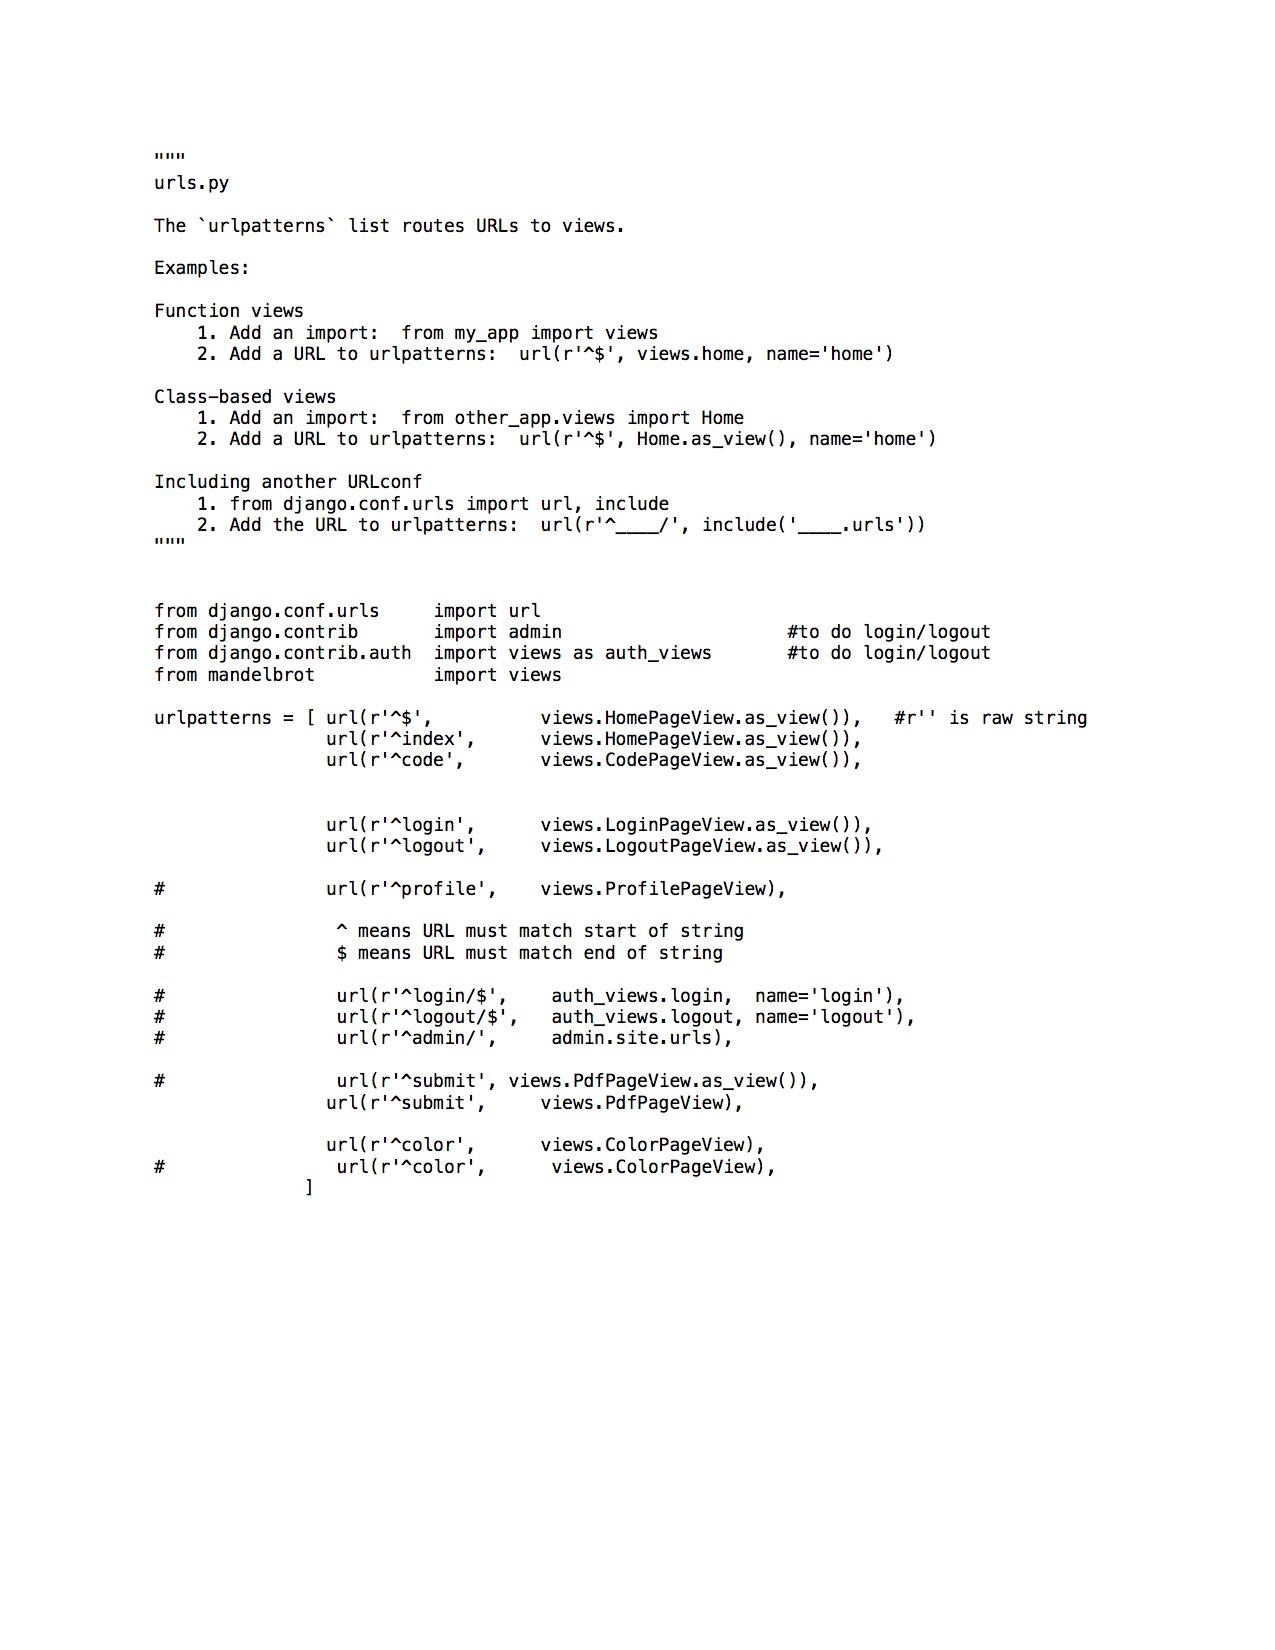 """
urls.py

The `urlpatterns` list routes URLs to views.

Examples:

Function views
    1. Add an import:  from my_app import views
    2. Add a URL to urlpatterns:  url(r'^$', views.home, name='home')

Class-based views
    1. Add an import:  from other_app.views import Home
    2. Add a URL to urlpatterns:  url(r'^$', Home.as_view(), name='home')

Including another URLconf
    1. from django.conf.urls import url, include
    2. Add the URL to urlpatterns:  url(r'^____/', include('____.urls'))
"""


from django.conf.urls     import url
from django.contrib       import admin                     #to do login/logout
from django.contrib.auth  import views as auth_views       #to do login/logout
from mandelbrot           import views

urlpatterns = [ url(r'^$',          views.HomePageView.as_view()),   #r'' is raw string
                url(r'^index',      views.HomePageView.as_view()),
                url(r'^code',       views.CodePageView.as_view()),


                url(r'^login',      views.LoginPageView.as_view()),
                url(r'^logout',     views.LogoutPageView.as_view()),

#               url(r'^profile',    views.ProfilePageView),

#                ^ means URL must match start of string
#                $ means URL must match end of string

#                url(r'^login/$',    auth_views.login,  name='login'),
#                url(r'^logout/$',   auth_views.logout, name='logout'),
#                url(r'^admin/',     admin.site.urls),

#                url(r'^submit', views.PdfPageView.as_view()),
                url(r'^submit',     views.PdfPageView),

                url(r'^color',      views.ColorPageView),
#                url(r'^color',      views.ColorPageView),
              ]